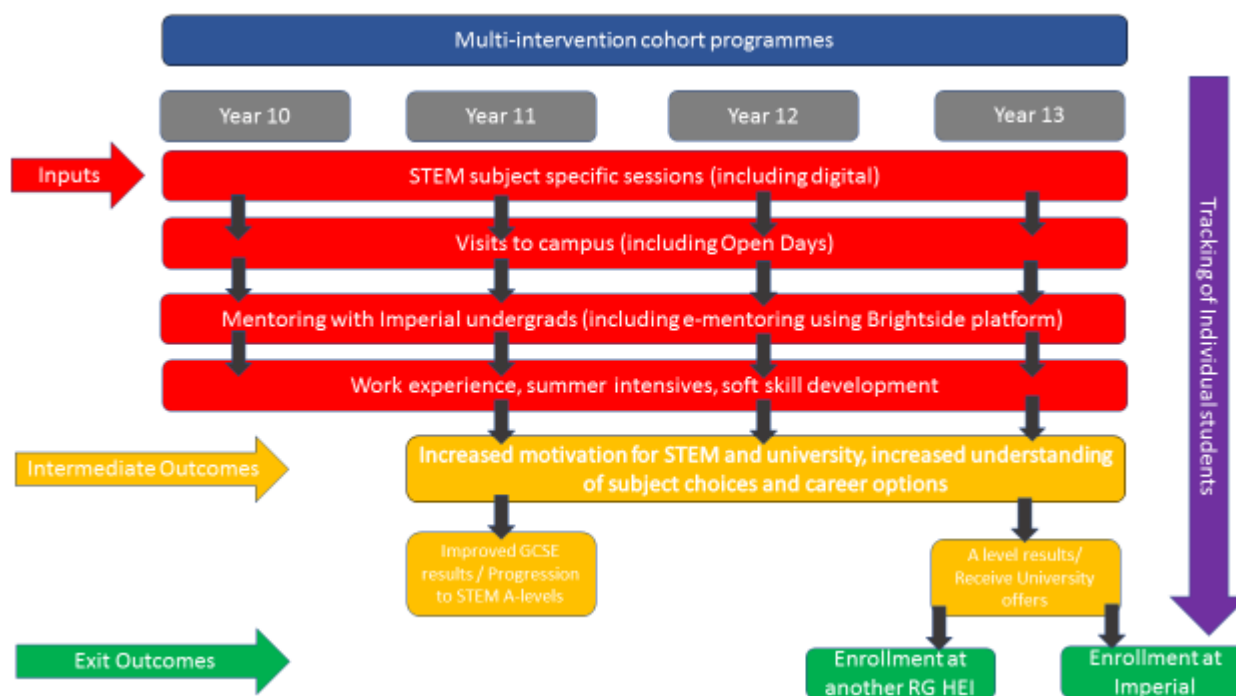 Multi-intervention cohort programmes
Year 10
Year 11
Year 12
Year 13
Inputs
STEM subject specific sessions (including digital)
Visits to campus (including Open Days)
Mentoring with Imperial undergrads (including e-mentoring using Brightside platform)
Work experience, summer intensives, soft skill development
Intermediate Outcomes
Increased motivation for STEM and university, increased understanding
of subject choices and career options
Improved GCSE
results / Progression
to STEM A-levels
A level results/
Receive University
offers
Exit Outcomes
Enrollment at
another RG HEI
Enrollment at
Imperial
Tracking of Individual students